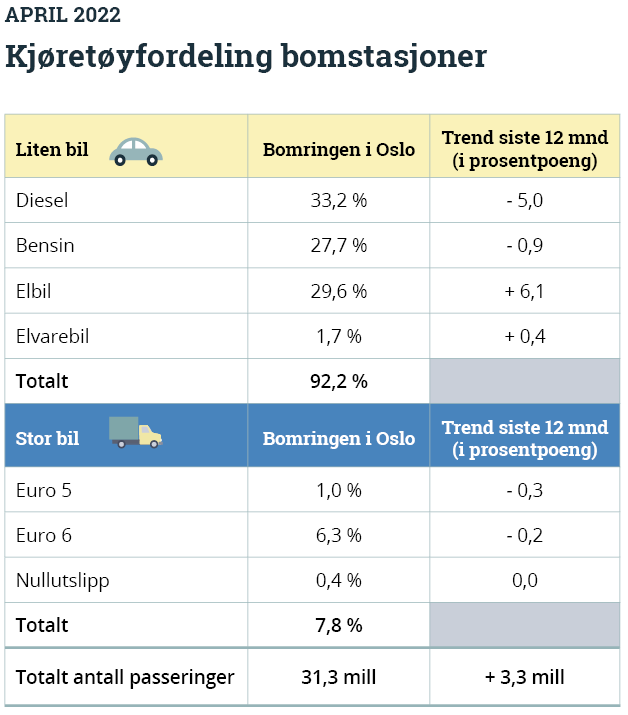 APRIL 2022
Kjøretøyfordeling bomstasjoner
Liten bil Bomringen i Oslo Trend siste 12 mnd
(i prosentpoeng)
Diesel 33,2 % - 5,0
Bensin 27,7 % - 0,9
Elbil 29,6 % + 6,1
Elvarebil 1,7 % + 0,4
Totalt 92,2 %
Stor bil Bomringen i Oslo Trend siste 12 mnd
(i prosentpoeng)
Euro 5 1,0 % - 0,3
Euro 6 6,3 % - 0,2
Nullutslipp 0,4 % 0,0
Totalt 7,8 %
Totalt antall passeringer 31,3 mill + 3,3 mill